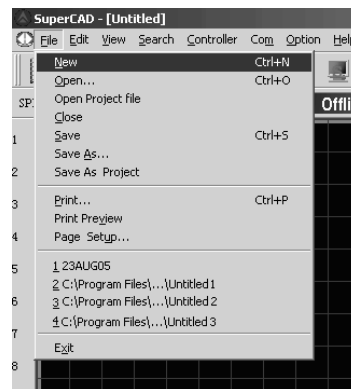 SuperCAD - [Untitled]
File Edit View Search Controller Com Option Hel
New Ctrl+N
Open... Ctrl+O
Open Project file
Close
Save Ctrl+S
Save As...
Save As Project
Print... Ctrl+P
Print Preview
Page Setup...
1 23AUG05
2 C:\Program Files\...\Untitled1
3 C:\Program Files\...\Untitled2
4 C:\Program Files\...\Untitled3
Exit
SP
Offli
1
2
3
4
5
6
7
8